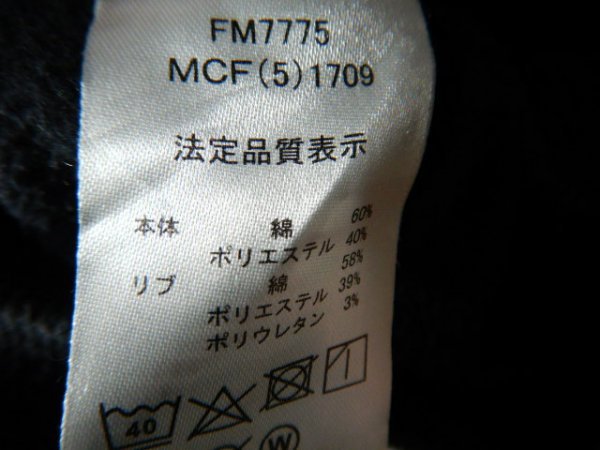 FM7775
MCF(5)1709
法定品質表示
本体 綿 60%
ポリエステル 40%
リブ 綿 58%
ポリエステル 39%
ポリウレタン 3%
40
W